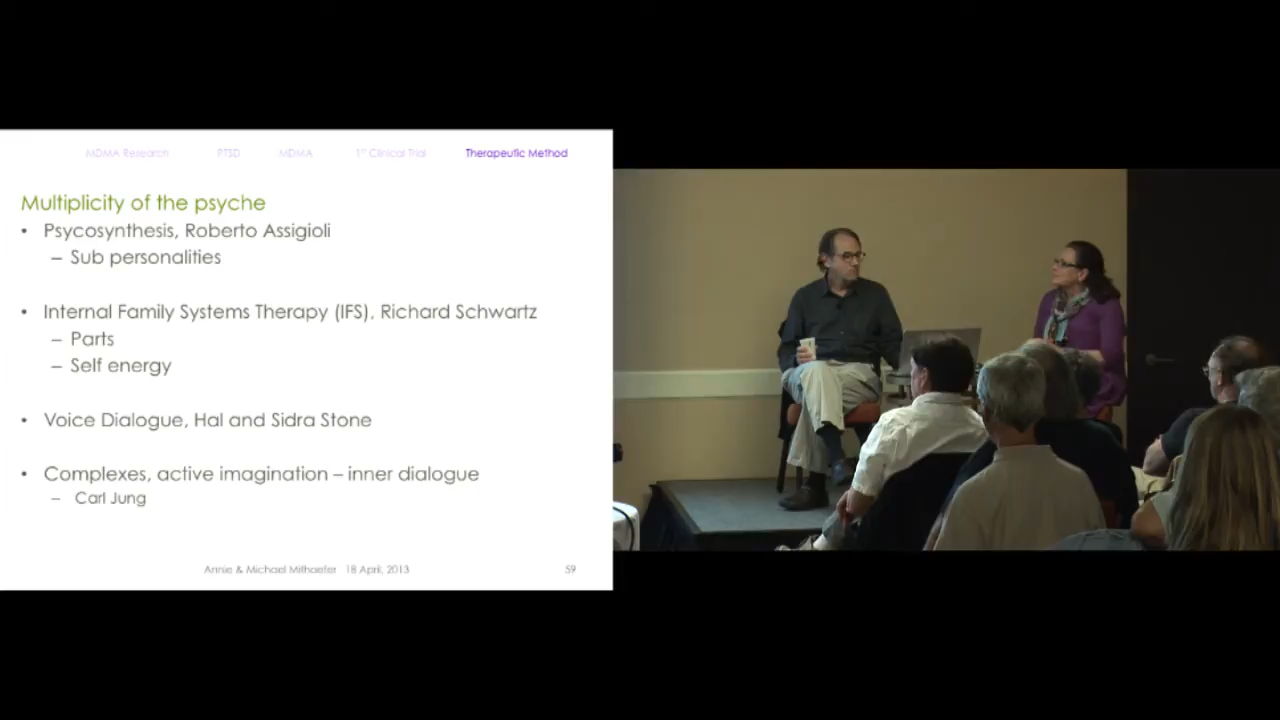 MDMA Research PTSD MDMA 1st Clinical Trial Therapeutic Method
Multiplicity of the psyche
• Psycosynthesis, Roberto Assigioli
– Sub personalities
• Internal Family Systems Therapy (IFS), Richard Schwartz
– Parts
– Self energy
• Voice Dialogue, Hal and Sidra Stone
• Complexes, active imagination – inner dialogue
– Carl Jung
Annie & Michael Mithoefer 18 April, 2013 59